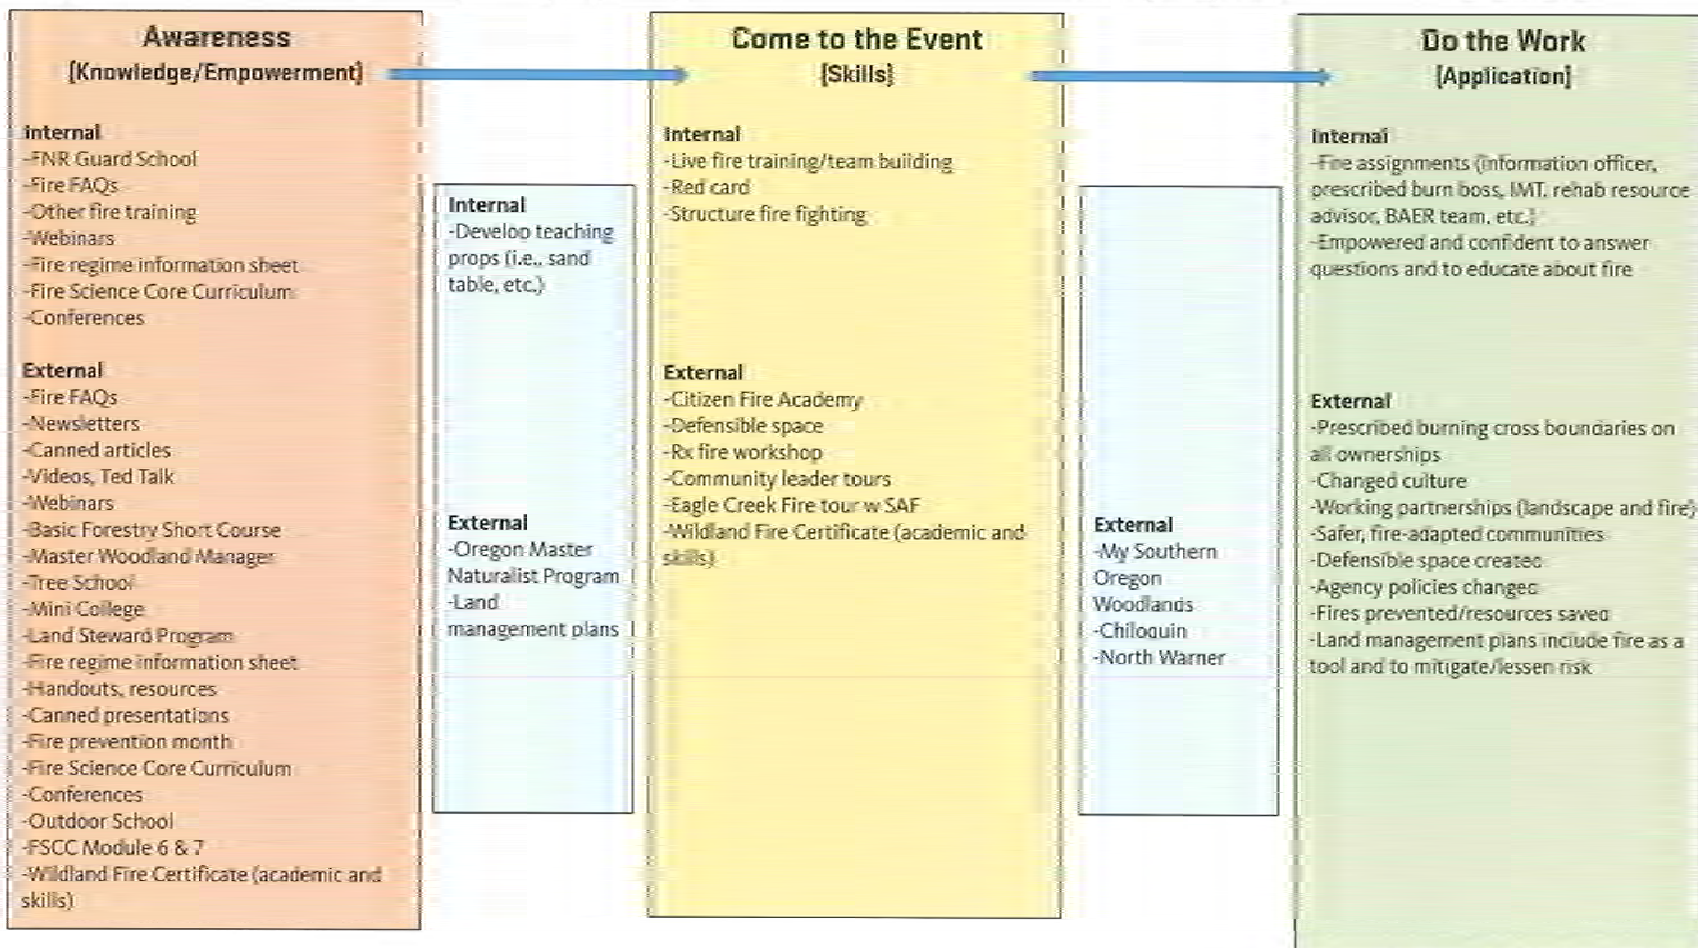 Awareness
[Knowledge/Empowerment]
Internal
-FNR Guard School
-Fire FAQs
-Other fire training
-Webinars
-Fire regime information sheet
-Fire Science Core Curriculum
-Conferences
External
-Fire FAQs
-Newsletters
-Canned articles
-Videos, Ted Talk
-Webinars
-Basic Forestry Short Course
-Master Woodland Manager
-Tree School
-Mini College
-Land Steward Program
-Fire regime information sheet
-Handouts, resources
-Canned presentations
-Fire prevention month
-Fire Science Core Curriculum
-Conferences
-Outdoor School
-FSCC Module 6 & 7
-Wildland Fire Certificate (academic and
skills)
Internal
-Develop teaching
props (i.e., sand
table, etc.)
External
-Oregon Master
Naturalist Program
-Land
management plans
Come to the Event
[Skills]
Internal
-Live fire training/team building
-Red card
-Structure fire fighting
External
-Citizen Fire Academy
-Defensible space
-Rx fire workshop
-Community leader tours
-Eagle Creek Fire tour w SAF
-Wildland Fire Certificate (academic and
skills)
External
-My Southern
Oregon
Woodlands
-Chiloquin
-North Warner
Do the Work
[Application]
Internal
-Fire assignments (information officer,
prescribed burn boss, IMT, rehab resource
advisor, BAER team, etc.)
-Empowered and confident to answer
questions and to educate about fire
External
-Prescribed burning cross boundaries on
all ownerships
-Changed culture
-Working partnerships (landscape and fire)
-Safer, fire-adapted communities
-Defensible space created
-Agency policies changed
-Fires prevented/resources saved
-Land management plans include fire as a
tool and to mitigate/lessen risk